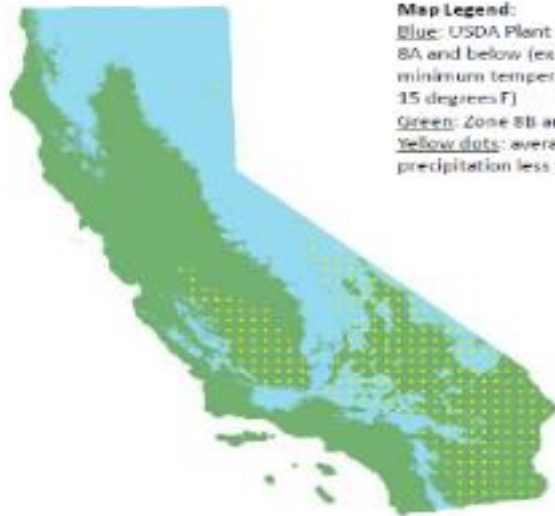 Map Legend:
Blue: USDA Plant
8A and below (ex
minimum temper
15 degrees F)
Green: Zone 8B an
Yellow dots: avera
precipitation less